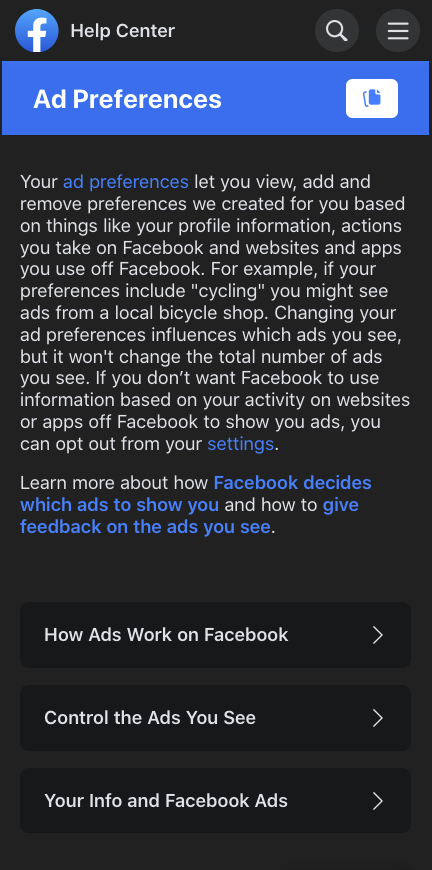 Help Center
Ad Preferences
Your ad preferences let you view, add and
remove preferences we created for you based
on things like your profile information, actions
you take on Facebook and websites and apps
you use off Facebook. For example, if your
preferences include "cycling" you might see
ads from a local bicycle shop. Changing your
ad preferences influences which ads you see,
but it won't change the total number of ads
you see. If you don’t want Facebook to use
information based on your activity on websites
or apps off Facebook to show you ads, you
can opt out from your settings.
Learn more about how Facebook decides
which ads to show you and how to give
feedback on the ads you see.
How Ads Work on Facebook
Control the Ads You See
Your Info and Facebook Ads